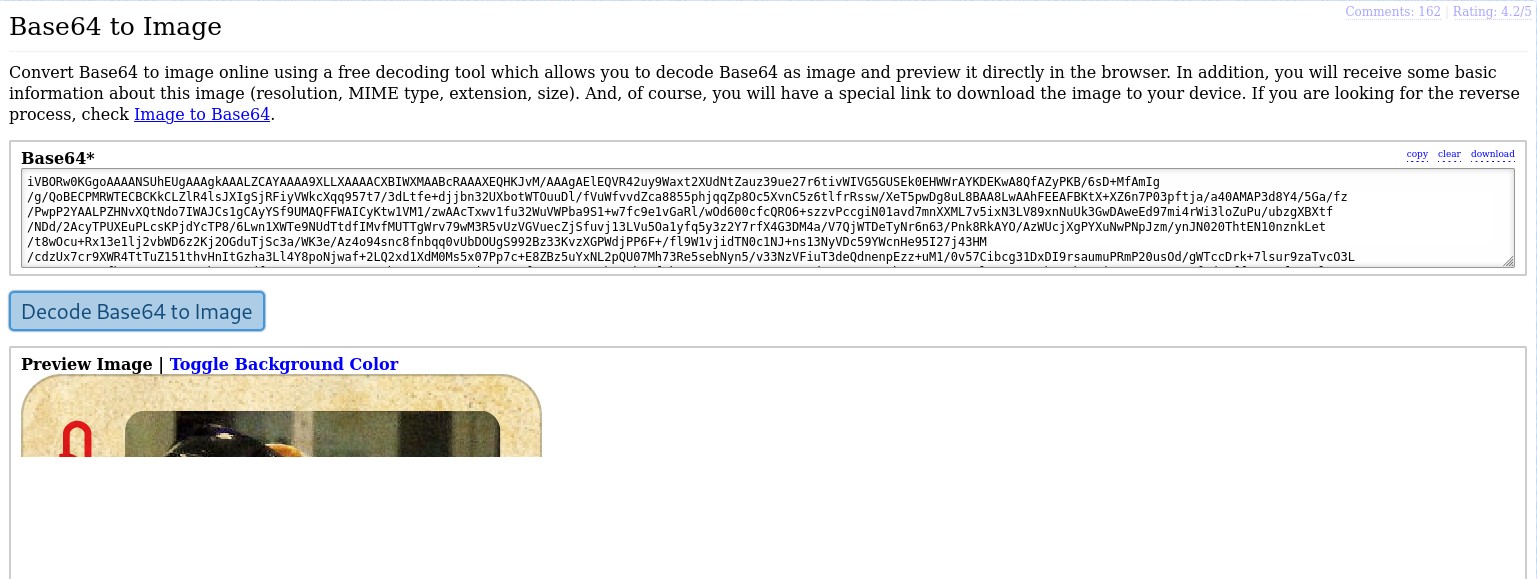 Comments: 162 | Rating: 4.2/5
Base64 to Image
Convert Base64 to image online using a free decoding tool which allows you to decode Base64 as image and preview it directly in the browser. In addition, you will receive some basic
information about this image (resolution, MIME type, extension, size). And, of course, you will have a special link to download the image to your device. If you are looking for the reverse
process, check Image to Base64.
Base64*
copy clear download
iVBORw0KGgoAAAANSUhEUgAAAgkAAALZCAYAAAA9XLLXAAAACXBIWXMAABcRAAAXEQHKJvM/AAAgAElEQVR42uy9Waxt2XUdNtZauz39ue27r6tivWIVG5GUSEk0EHWWrAYKDEKwA8QfAZyPKB/6sD+MfAmIg
/g/QoBECPMRWTECBCKkCLZlR4lsJXIgSjRFiyVWkcXqq957t7/3dLtfe+djjbn32UXbotWTOuuDl/fVuWfvvdZca8855phjqqZp8Oc5XvnC5z6tlfrRssw/XeT5pwDg8uL8BAA8LwAAhFEEAFBKtX+XZ6n7P03pftja/a40AMAP3d8Y4/5Ga/fz
/PwpP2YAALPZHNvXQtNdo7IWAJCs1gCAyYSf9UMAQFFWAICyKtw1VM1/zwAAcTxwv1fu32WuVWPba9S1+w7fc9e1vGaRl/wOd600cfcQRO6+szzvPccgiN01avd7mnXXML7v5ixN3LV89xnNuUk3GwDAweEd97mi4rWi3loZuPu/ubzgXBXtf
/NDd/2AcyTPUXEuPLcsKPjdYcTP8/6Lwn1XWTe9NUdTtdfIMvfMUTTgWrv79wM3R5vUzVGVuecZjSfuvj13LVu5Oa1yfq5y3z2Y7rfX4G3DM4a/V7QjWTDeTyNr6n63/Pnk8RkAYO/AzWUcjXgPYXuNwPNpJzm/ynJN020ThtEN10nznkLet
/t8wOcu+Rx13e1lj2vbWD6z2Kj2OGduTjSc3a/WK3e/Az4o94snc8fnbqq0vUbDOUgS992Bz33KvzXGPWdjPP6F+/fl9W1vjidTN0c1NJ+ns13NyVDc59YWcnHe95I27j43HM
/cdzUx7cr9XWR4TtTuZ151thvHnItGzha3Ll4Y8poNjwaf+2LQ2xd1XdM0Ms5x07Pp7c+E8ZBz5uYxNL2pQU07Mh73Re5sebNyn5/v33NzVFiuT3deQdnenpEzz+uM1/0v57Cibcg31DxDI9rsaumuPRmP20usOd/gWTccDrk+7lsur9zaTvcO3L
Decode Base64 to Image
Preview Image | Toggle Background Color